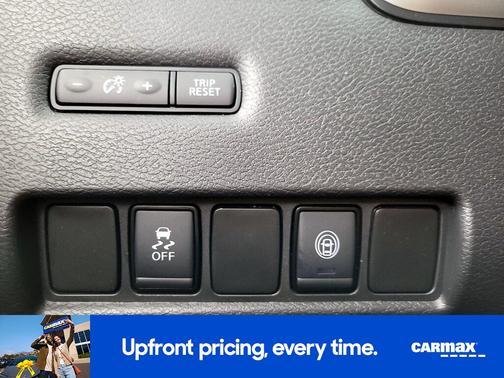 - +
TRIP
RESET
OFF
Upfront pricing, every time.
CARMAX